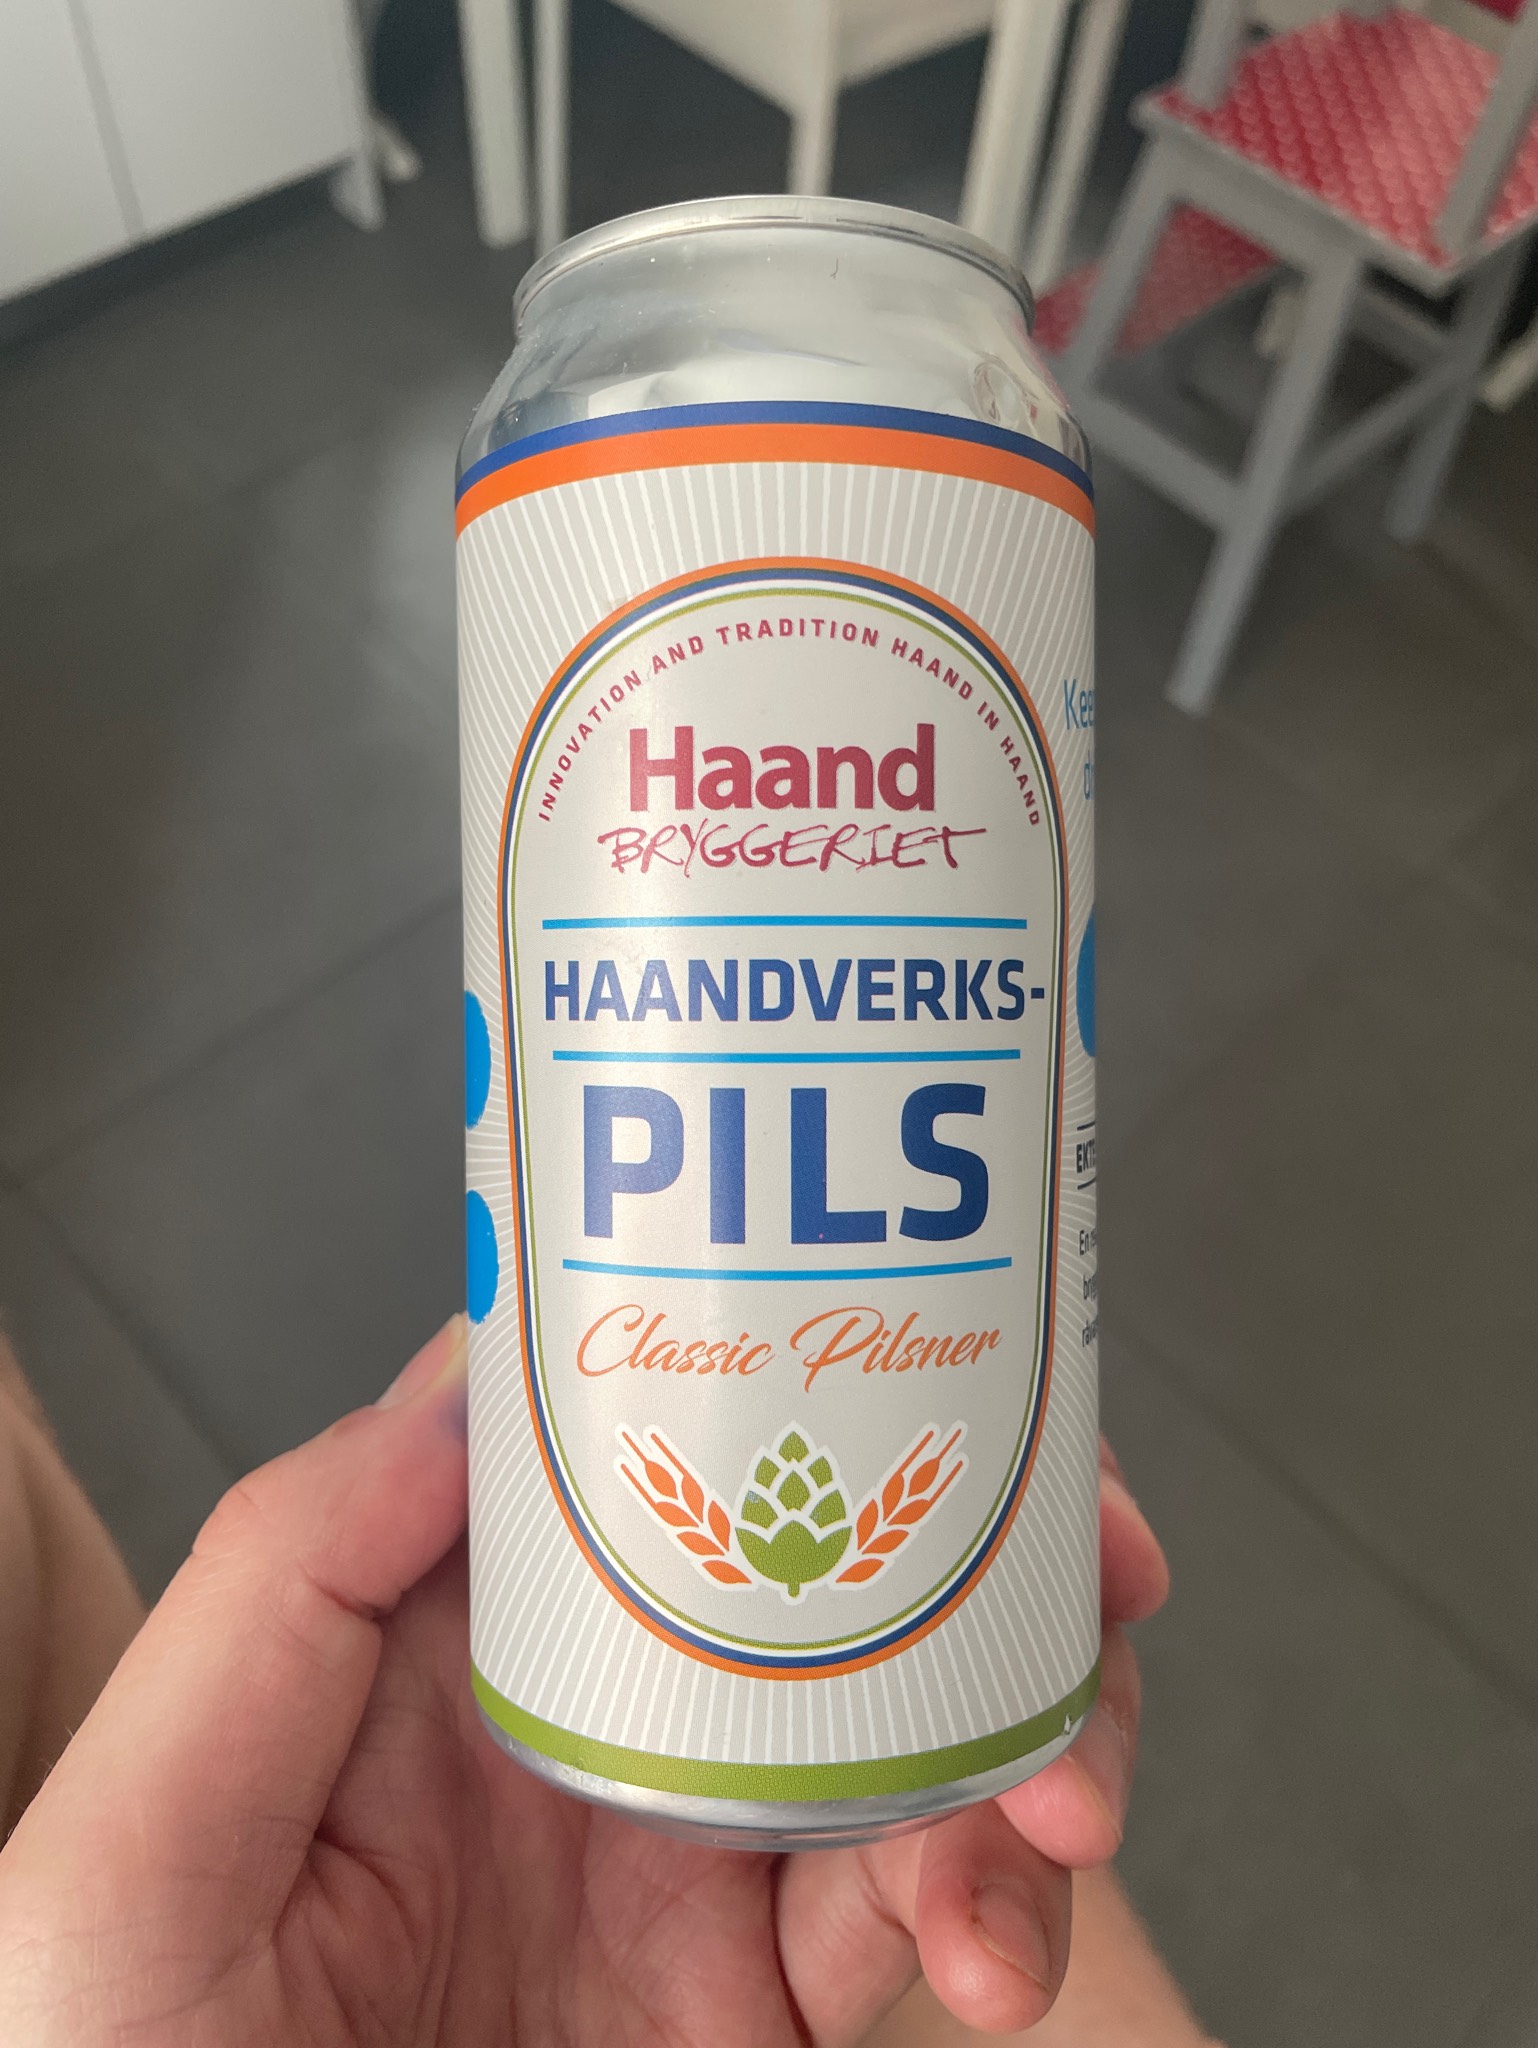 INNOVATION AND TRADITION HAAND IN HAAND
Haand
BRYGGERIET
HAANDVERKS-
PILS
Classic Pilsner